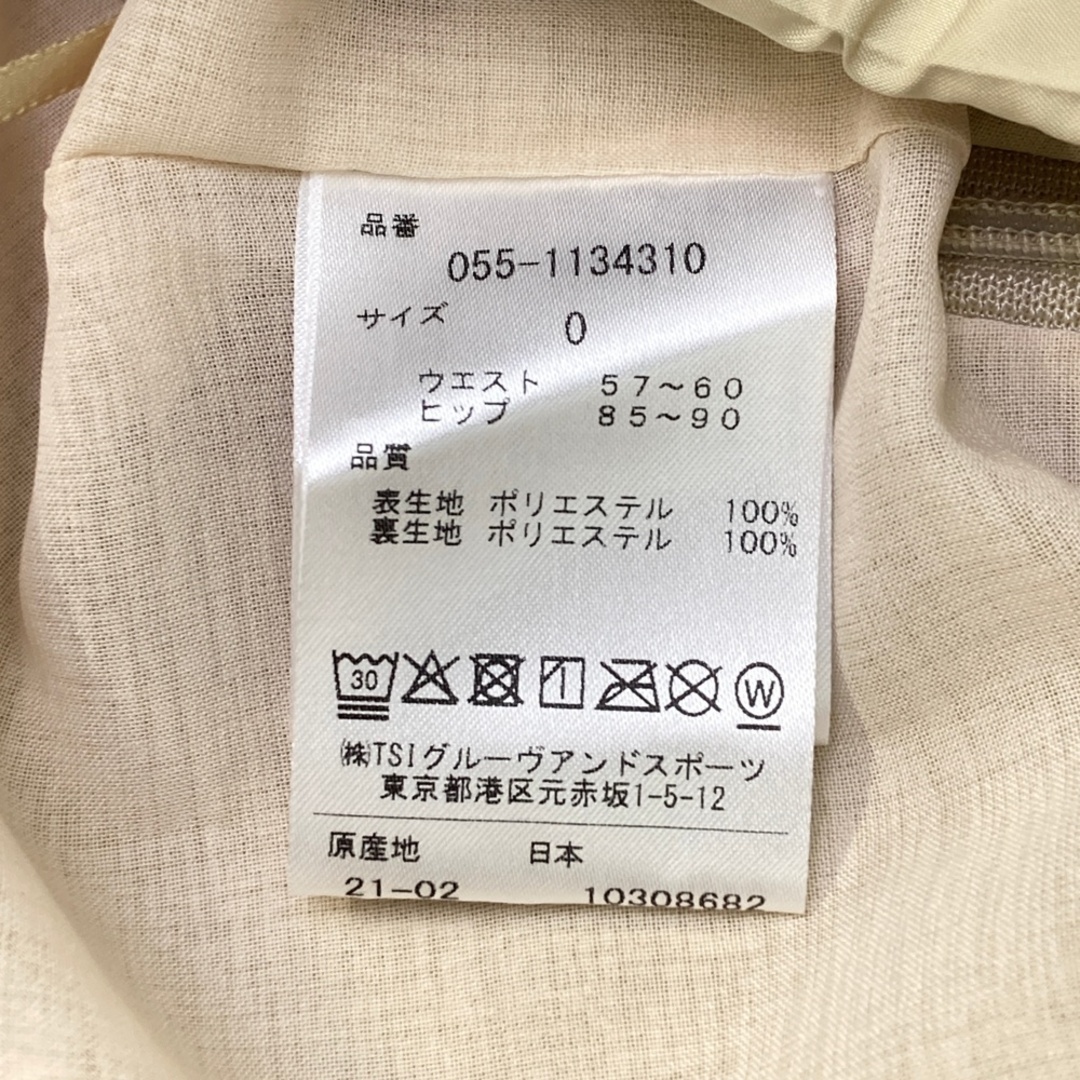 品番
055-1134310
サイズ 0
ウエスト 57〜60
ヒップ 85〜90
品質
表生地 ポリエステル 100%
裏生地 ポリエステル 100%
30 W
㈱TSIグルーヴアンドスポーツ
東京都港区元赤坂1-5-12
原産地 日本
21-02 10308682